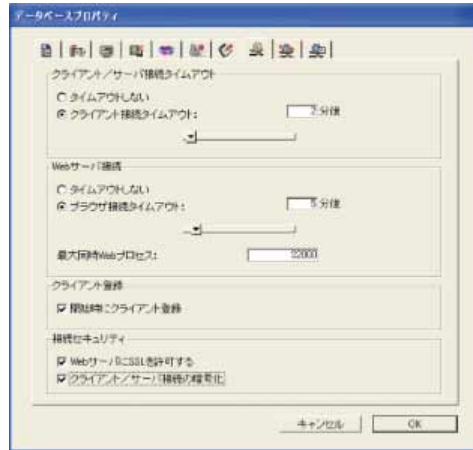 データベースプロパティ
クライアント/サーバ接続タイムアウト
タイムアウトしない
クライアント接続タイムアウト: 2 分後
Webサーバ接続
タイムアウトしない
ブラウザ接続タイムアウト: 5 分後
最大同時Webプロセス: 32000
クライアント登録
開始時にクライアント登録
接続セキュリティ
WebサーバにSSLを許可する
クライアント/サーバ接続の暗号化
キャンセル OK